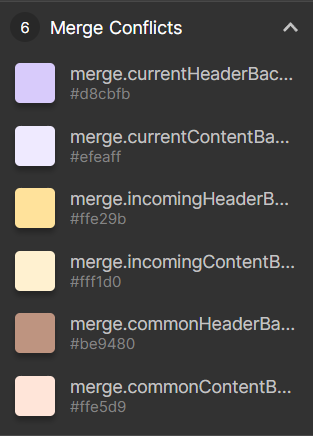 6 Merge Conflicts
merge.currentHeaderBac...
#d8cbfb
merge.currentContentBa...
#efeaff
merge.incomingHeaderB...
#ffe29b
merge.incomingContentB...
#fff1d0
merge.commonHeaderBa...
#be9480
merge.commonContentB...
#ffe5d9